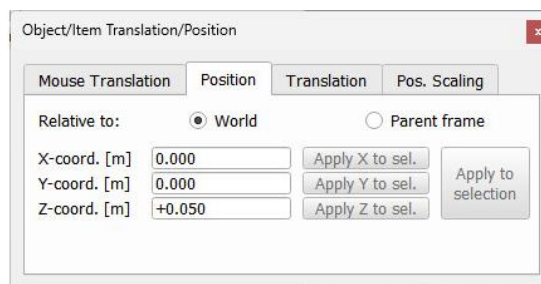 Object/Item Translation/Position
x
Mouse Translation Position Translation Pos. Scaling
Relative to: World Parent frame
X-coord. [m] 0.000 Apply X to sel.
Y-coord. [m] 0.000 Apply Y to sel.
Z-coord. [m] +0.050 Apply Z to sel.
Apply to
selection